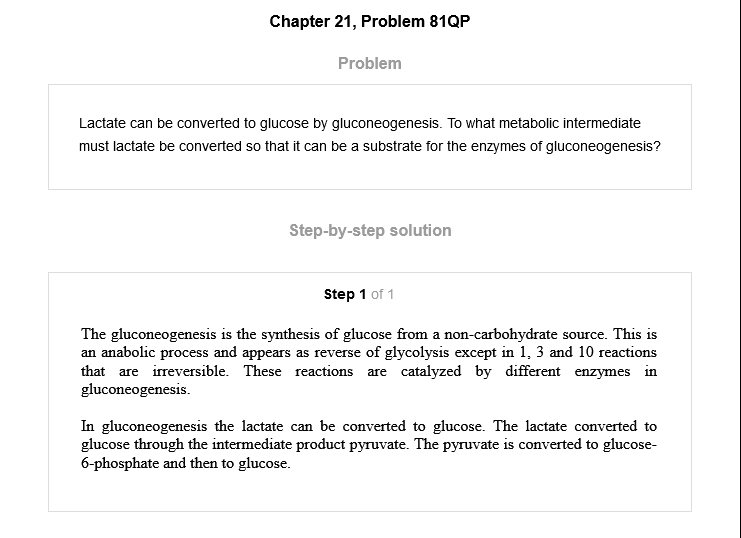 Chapter 21, Problem 81QP
Problem
Lactate can be converted to glucose by gluconeogenesis. To what metabolic intermediate
must lactate be converted so that it can be a substrate for the enzymes of gluconeogenesis?
Step-by-step solution
Step 1 of 1
The gluconeogenesis is the synthesis of glucose from a non-carbohydrate source. This is
an anabolic process and appears as reverse of glycolysis except in 1, 3 and 10 reactions
that are irreversible. These reactions are catalyzed by different enzymes in
gluconeogenesis.
In gluconeogenesis the lactate can be converted to glucose. The lactate converted to
glucose through the intermediate product pyruvate. The pyruvate is converted to glucose-
6-phosphate and then to glucose.